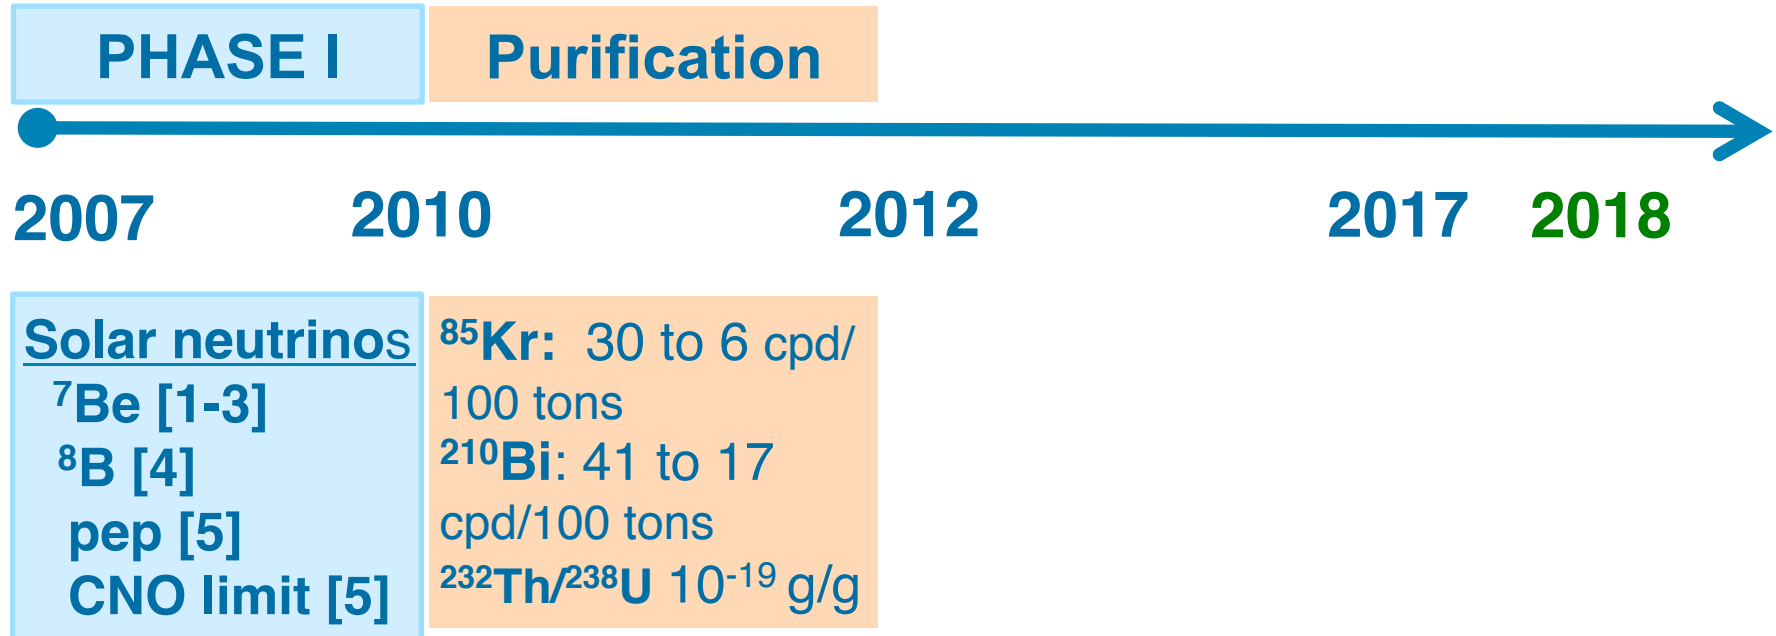 PHASE I Purification
2007 2010 2012 2017 2018
Solar neutrinos
⁷Be [1-3]
⁸B [4]
pep [5]
CNO limit [5]
⁸⁵Kr: 30 to 6 cpd/
100 tons
²¹⁰Bi: 41 to 17
cpd/100 tons
²³²Th/²³⁸U 10⁻¹⁹ g/g